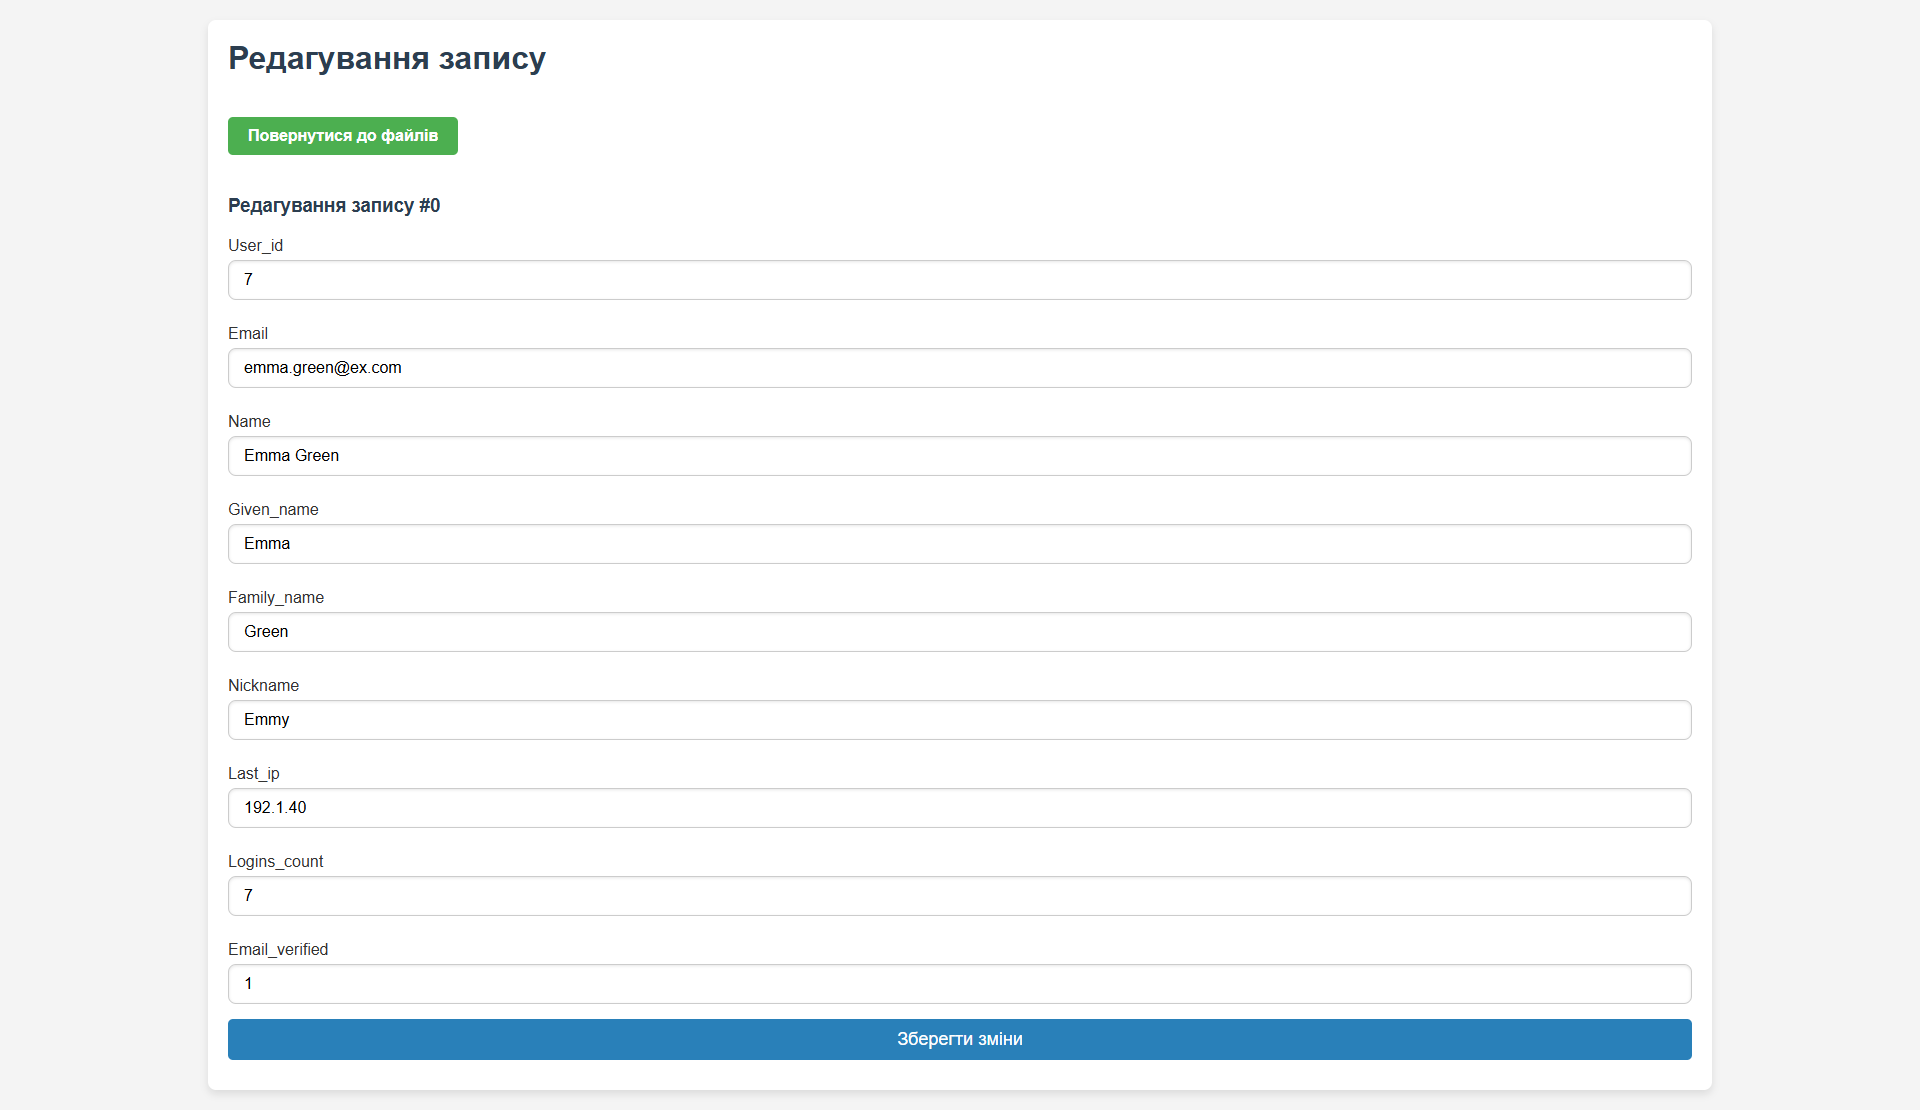 Редагування запису
Повернутися до файлів
Редагування запису #0
User_id
7
Email
emma.green@ex.com
Name
Emma Green
Given_name
Emma
Family_name
Green
Nickname
Emmy
Last_ip
192.1.40
Logins_count
7
Email_verified
1
Зберегти зміни